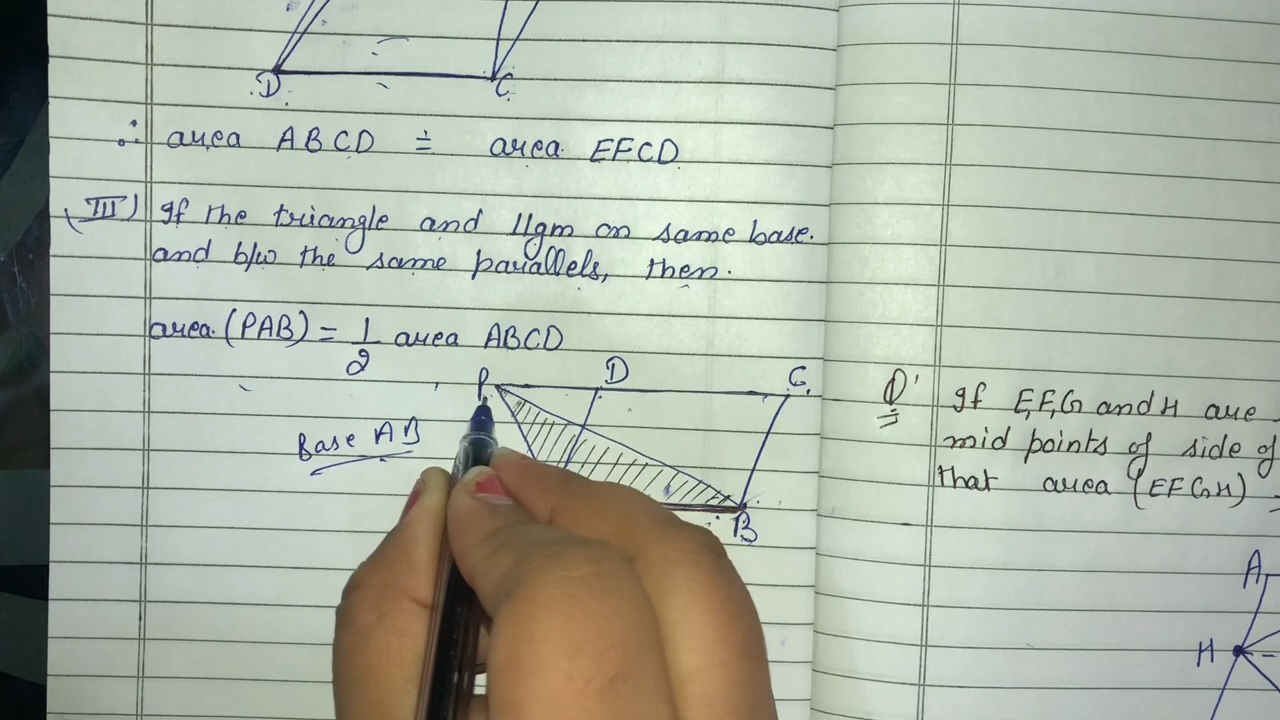 D
C
∴ area ABCD = area EFCD
(III) If the triangle and ||gm on same base.
and b/w the same parallels, then.
area (PAB) = 1/2 area ABCD
P D C
Base AB
B
Q' If E,F,G and H are
mid points of side of
that area (EFGH)
A
H